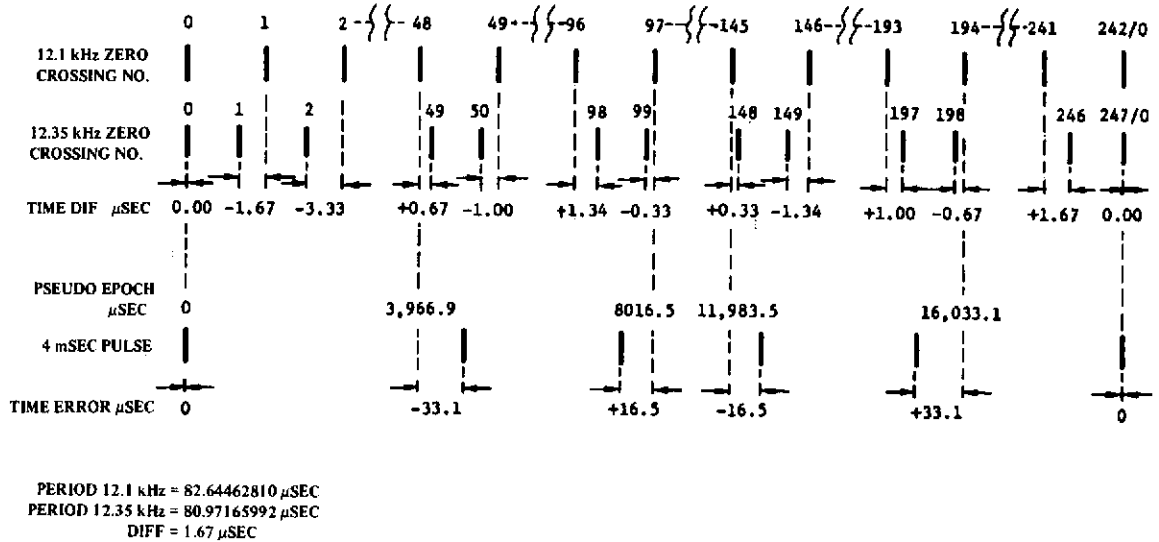 0 1 2 48 49 96 97 145 146 193 194 241 242/0
12.1 kHz ZERO
CROSSING NO.
0 1 2 49 50 98 99 148 149 197 198 246 247/0
12.35 kHz ZERO
CROSSING NO.
TIME DIF µSEC 0.00 -1.67 -3.33 +0.67 -1.00 +1.34 -0.33 +0.33 -1.34 +1.00 -0.67 +1.67 0.00
PSEUDO EPOCH
µSEC 0 3,966.9 8016.5 11,983.5 16,033.1
4 mSEC PULSE
TIME ERROR µSEC 0 -33.1 +16.5 -16.5 +33.1 0
PERIOD 12.1 kHz = 82.64462810 µSEC
PERIOD 12.35 kHz = 80.97165992 µSEC
DIFF = 1.67 µSEC